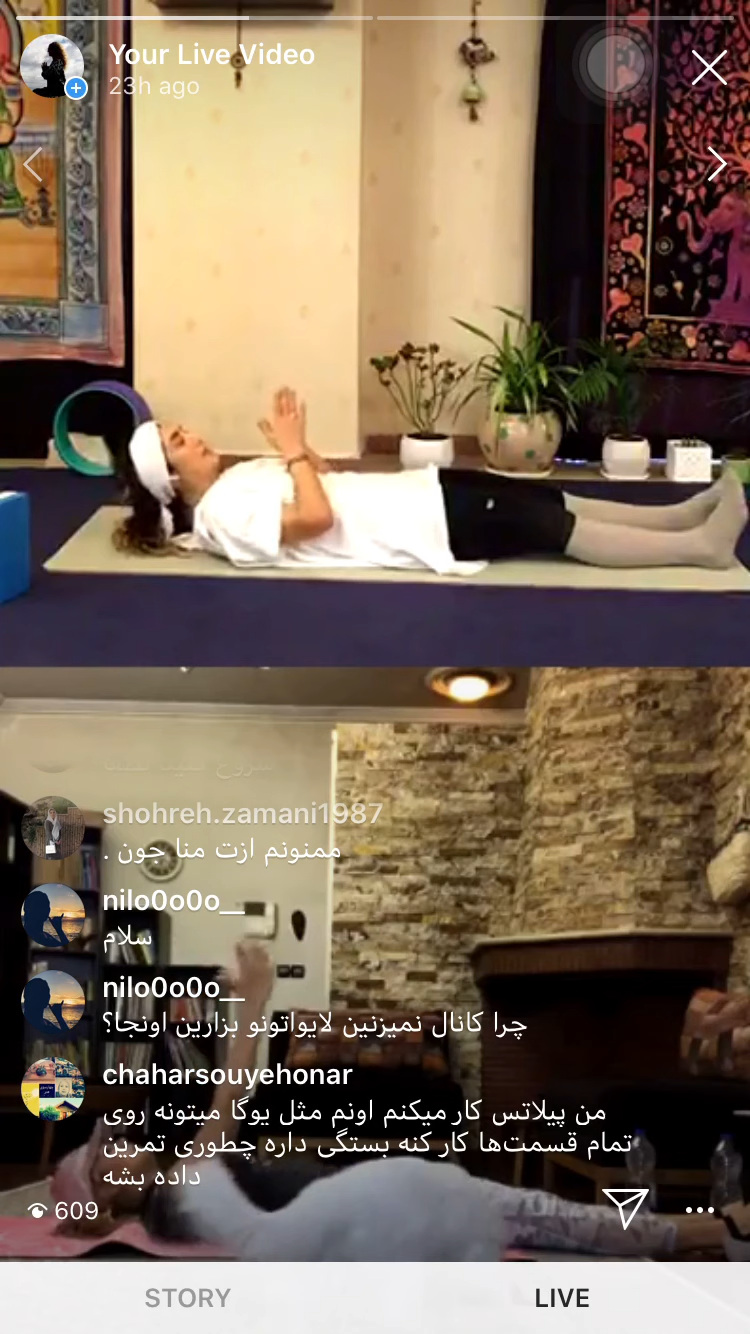 Your Live Video
23h ago
shohreh.zamani1987
ممنونم ازت منا جون .
nilo0o0o__
سلام
nilo0o0o__
چرا کانال نمیزنین لایواتونو بزارین اونجا؟
chaharsouyehonar
من پیلاتس کار میکنم اونم مثل یوگا میتونه روی
تمام قسمت‌ها کار کنه بستگی داره چطوری تمرین
داده بشه
609
STORY
LIVE